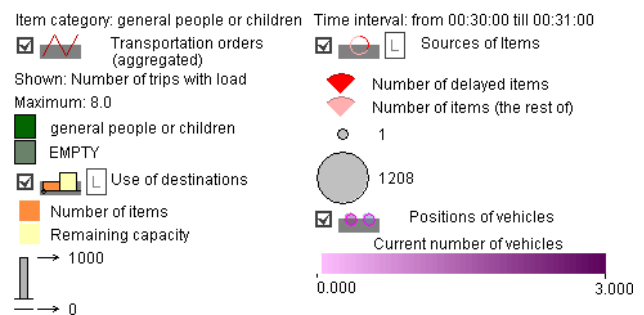 Item category: general people or children
Transportation orders
(aggregated)
Shown: Number of trips with load
Maximum: 8.0
general people or children
EMPTY
L Use of destinations
Number of items
Remaining capacity
1000
0
Time interval: from 00:30:00 till 00:31:00
L Sources of Items
Number of delayed items
Number of items (the rest of)
1
1208
Positions of vehicles
Current number of vehicles
0.000 3.000